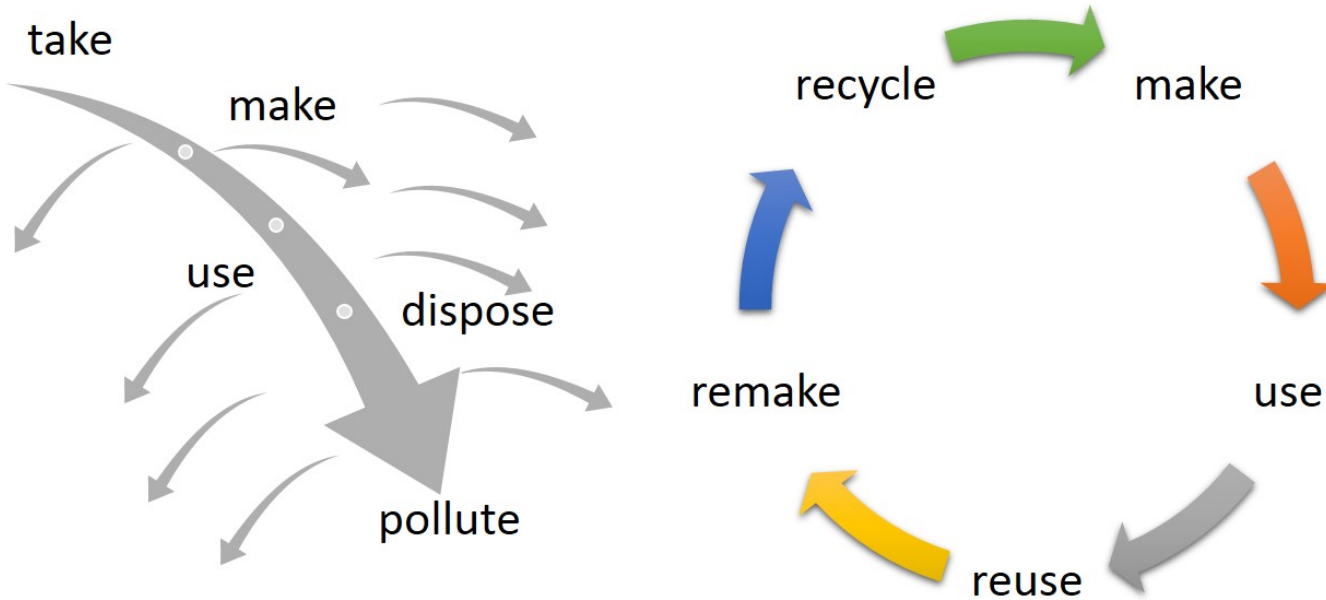 take
make
use
dispose
pollute
recycle
make
use
reuse
remake